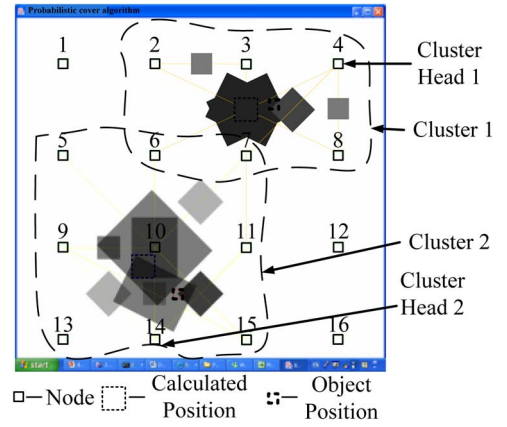 Probabilistic cover algorithm
1 2 3 4
Cluster
Head 1
Cluster 1
5 6 7 8
9 10 11 12
Cluster 2
Cluster
Head 2
13 14 15 16
start
Node
Calculated
Position
Object
Position